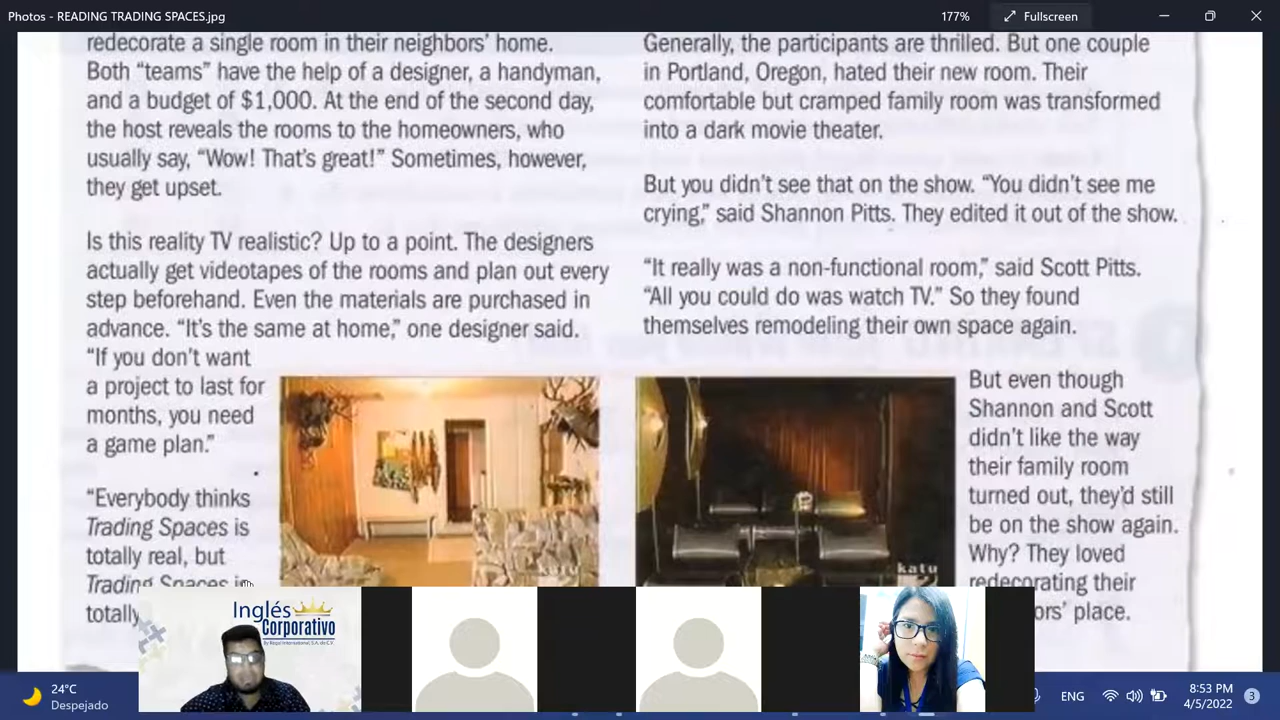 Photos - READING TRADING SPACES.jpg
177%
Fullscreen
redecorate a single room in their neighbors' home.
Both "teams" have the help of a designer, a handyman,
and a budget of $1,000. At the end of the second day,
the host reveals the rooms to the homeowners, who
usually say, "Wow! That's great!" Sometimes, however,
they get upset.
Is this reality TV realistic? Up to a point. The designers
actually get videotapes of the rooms and plan out every
step beforehand. Even the materials are purchased in
advance. "It's the same at home," one designer said.
"If you don't want
a project to last for
months, you need
a game plan."
"Everybody thinks
Trading Spaces is
totally real, but
Trading Spaces
totally
Generally, the participants are thrilled. But one couple
in Portland, Oregon, hated their new room. Their
comfortable but cramped family room was transformed
into a dark movie theater.
But you didn't see that on the show. "You didn't see me
crying," said Shannon Pitts. They edited it out of the show.
"It really was a non-functional room," said Scott Pitts.
"All you could do was watch TV." So they found
themselves remodeling their own space again.
But even though
Shannon and Scott
didn't like the way
their family room
turned out, they'd still
be on the show again.
Why? They loved
redecorating their
ors' place.
katu
katu
Inglés
Corporativo
By Regal International, S.A. de C.V.
24°C
Despejado
ENG
8:53 PM
4/5/2022
3